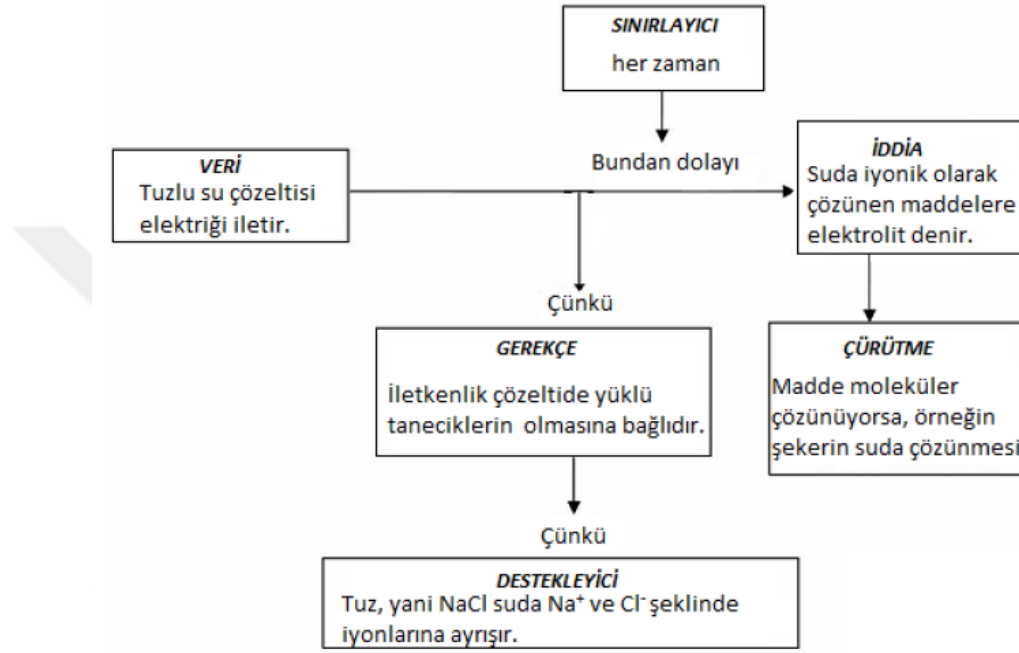 SINIRLAYICI
her zaman
Bundan dolayı
VERİ
Tuzlu su çözeltisi
elektriği iletir.
İDDİA
Suda iyonik olarak
çözünen maddelere
elektrolit denir.
Çünkü
GEREKÇE
İletkenlik çözeltide yüklü
taneciklerin olmasına bağlıdır.
ÇÜRÜTME
Madde moleküler
çözünüyorsa, örneğin
şekerin suda çözünmesi
Çünkü
DESTEKLEYİCİ
Tuz, yani NaCl suda Na⁺ ve Cl⁻ şeklinde
iyonlarına ayrışır.